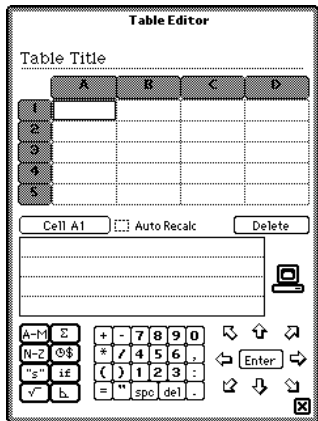 Table Editor
Table Title
A B C D
1
2
3
4
5
Cell A1 Auto Recalc Delete
A-M Σ + - 7 8 9 0
N-Z $ * / 4 5 6 ,
"s" if ( ) 1 2 3 : Enter
√ = " spc del .